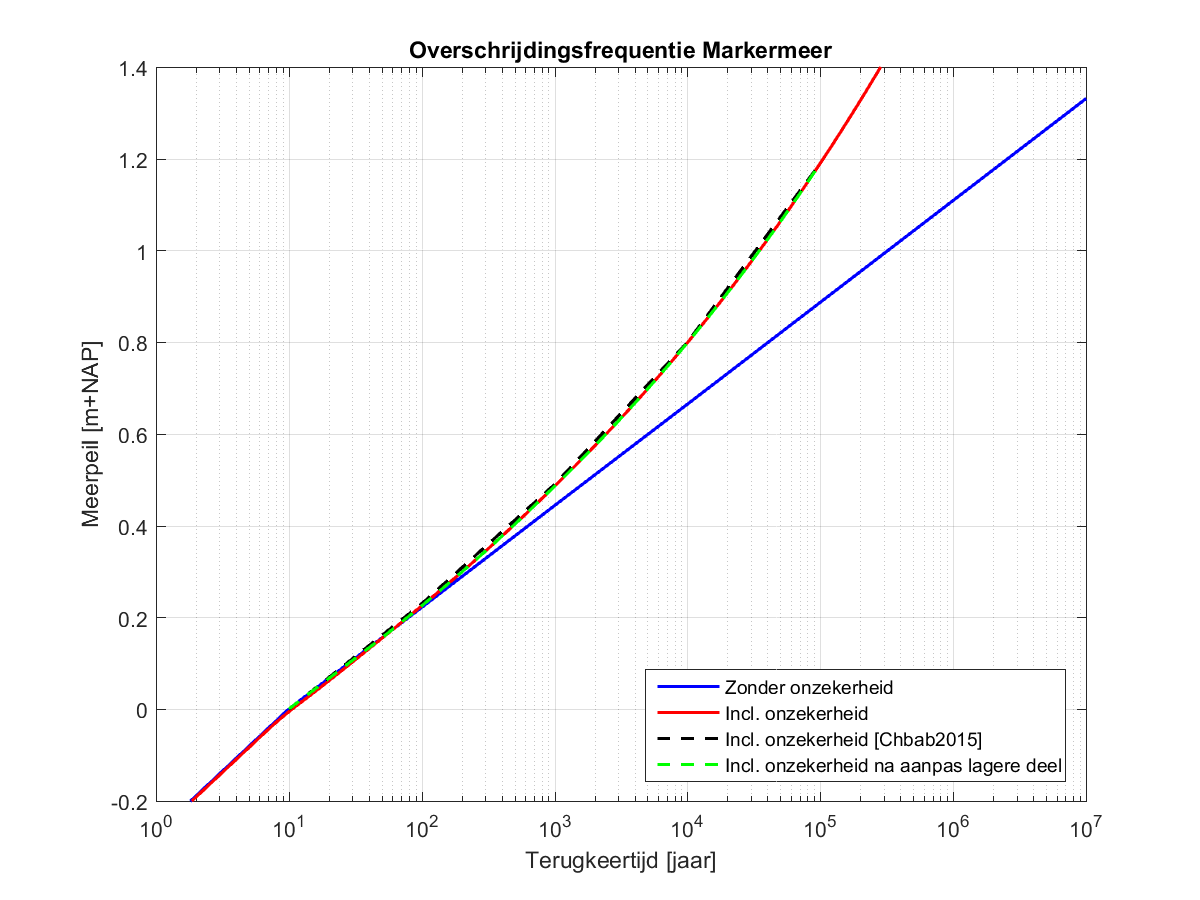 Overschrijdingsfrequentie Markermeer
Meerpeil [m+NAP]
1.4
1.2
1
0.8
0.6
0.4
0.2
0
-0.2
10^0 10^1 10^2 10^3 10^4 10^5 10^6 10^7
Terugkeertijd [jaar]
Zonder onzekerheid
Incl. onzekerheid
Incl. onzekerheid [Chbab2015]
Incl. onzekerheid na aanpas lagere deel